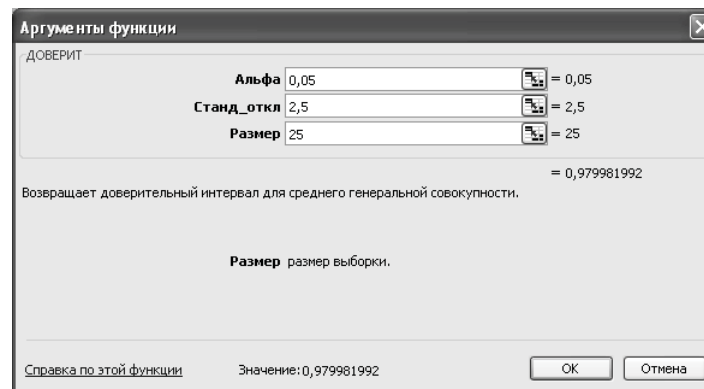 Аргументы функции
ДОВЕРИТ
Альфа 0,05 = 0,05
Станд_откл 2,5 = 2,5
Размер 25 = 25
= 0,979981992
Возвращает доверительный интервал для среднего генеральной совокупности.
Размер размер выборки.
Справка по этой функции Значение:0,979981992 ОК Отмена